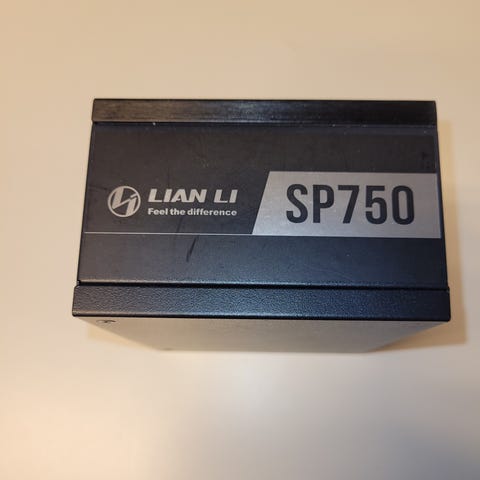 LIAN LI
Feel the difference
SP750